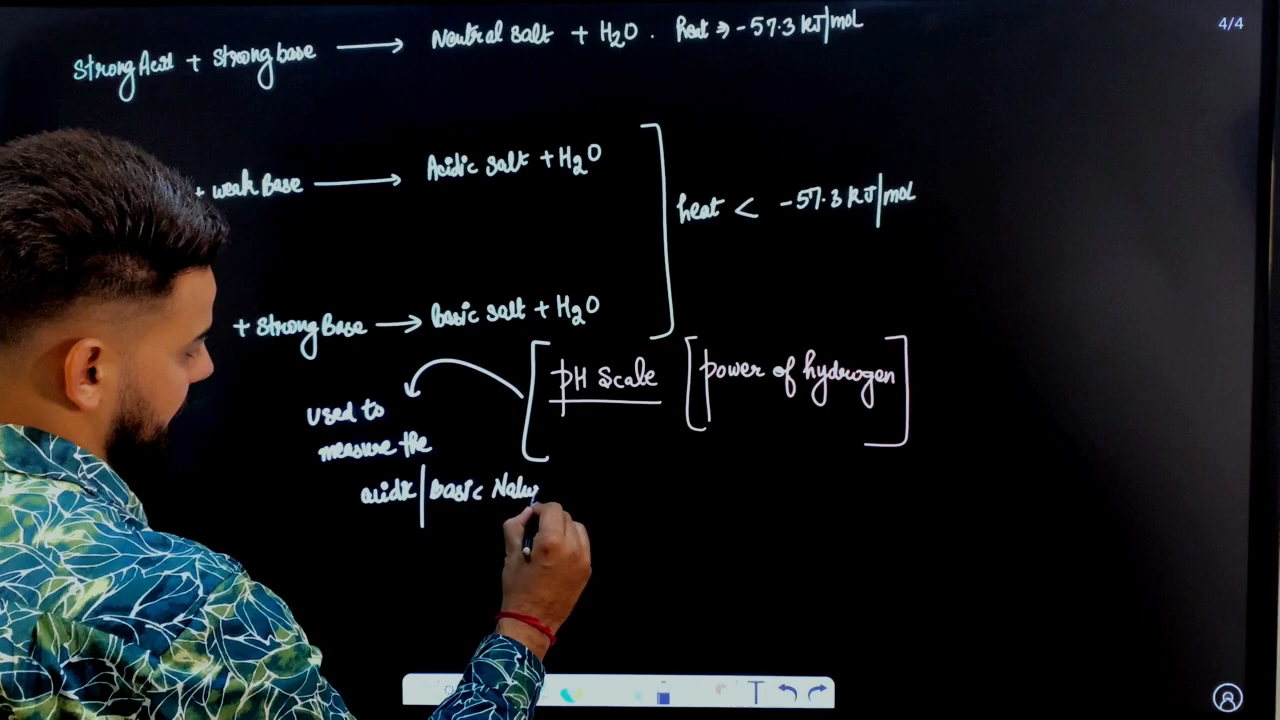 4/4
Strong Acid + strong base ⟶ Neutral salt + H₂O. heat ⇒ -57.3 kJ/mol
+ weak Base ⟶ Acidic salt + H₂O
heat < -57.3 kJ/mol
+ Strong Base ⟶ Basic salt + H₂O
pH Scale [power of hydrogen]
used to
measure the
acidic/Basic
T